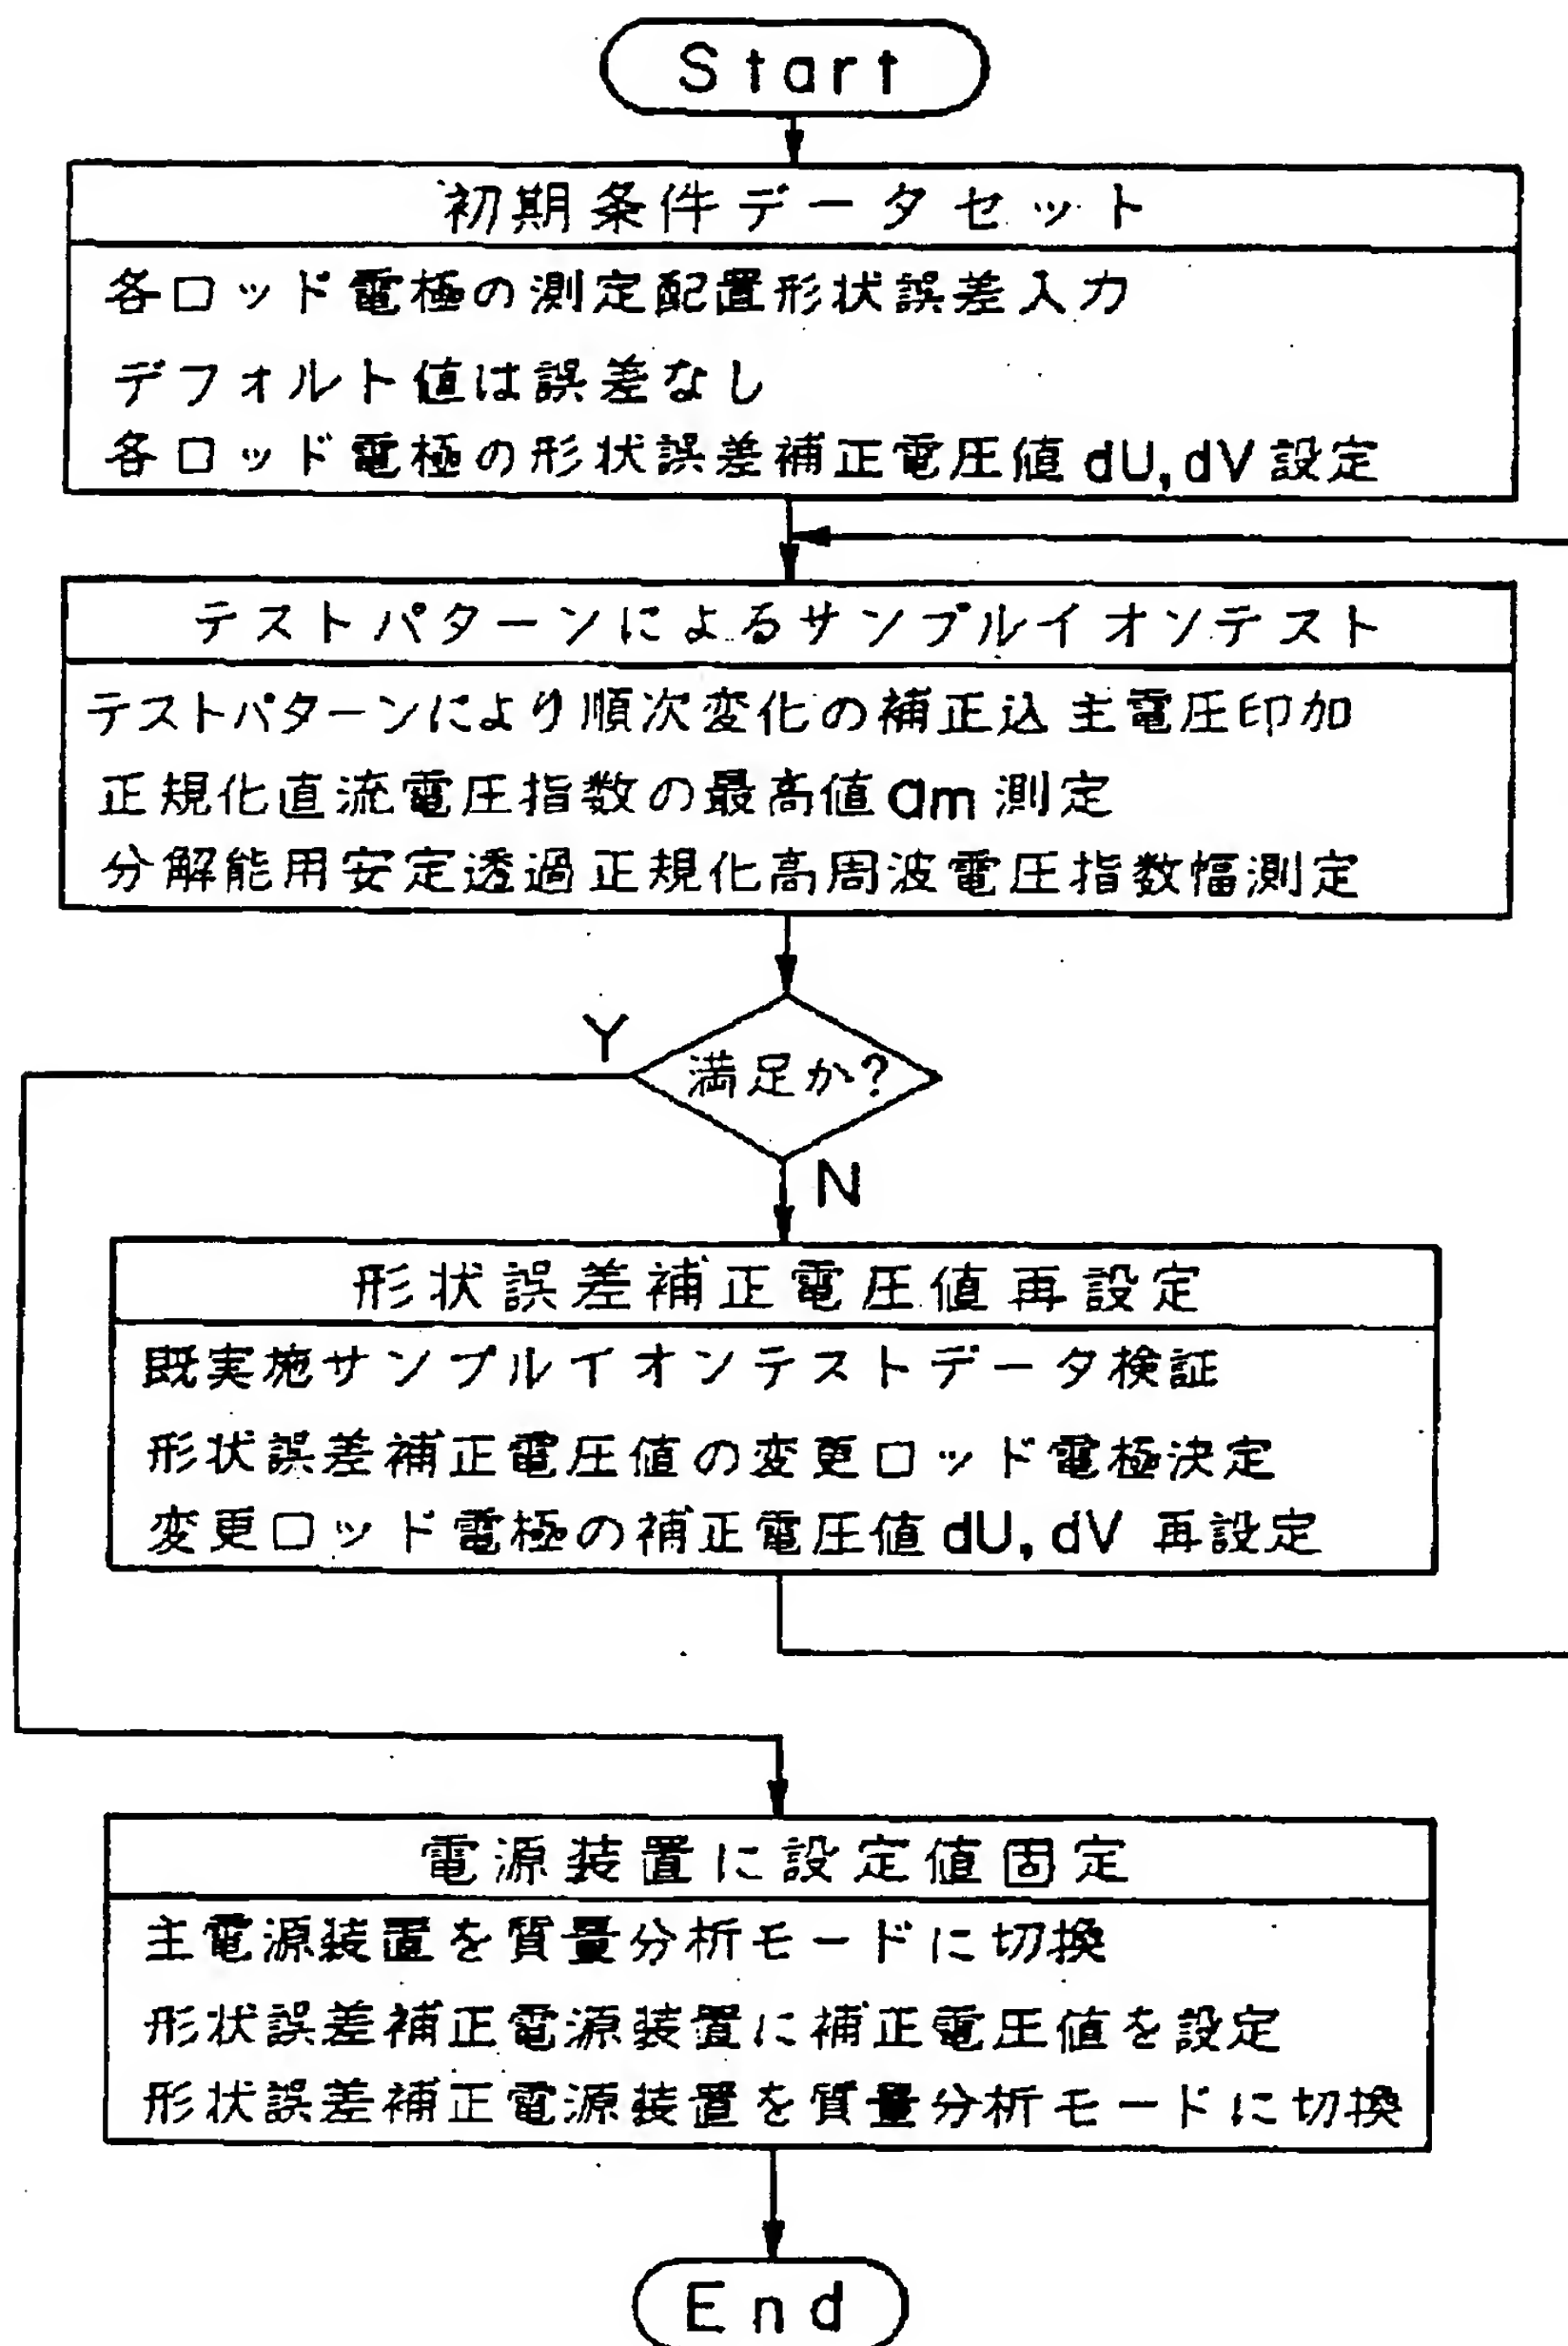 Start
初期条件データセット
各ロッド電極の測定配置形状誤差入力
デフォルト値は誤差なし
各ロッド電極の形状誤差補正電圧値 dU, dV 設定
テストパターンによるサンプルイオンテスト
テストパターンにより順次変化の補正込 主電圧印加
正規化直流電圧指数の最高値 am 測定
分解能用安定透過正規化高周波電圧指数幅測定
Y
満足か?
N
形状誤差補正電圧値再設定
既実施サンプルイオンテストデータ検証
形状誤差補正電圧値の変更ロッド電極決定
変更ロッド電極の補正電圧値 dU, dV 再設定
電源装置に設定値固定
主電源装置を質量分析モードに切換
形状誤差補正電源装置に補正電圧値を設定
形状誤差補正電源装置を質量分析モードに切換
End